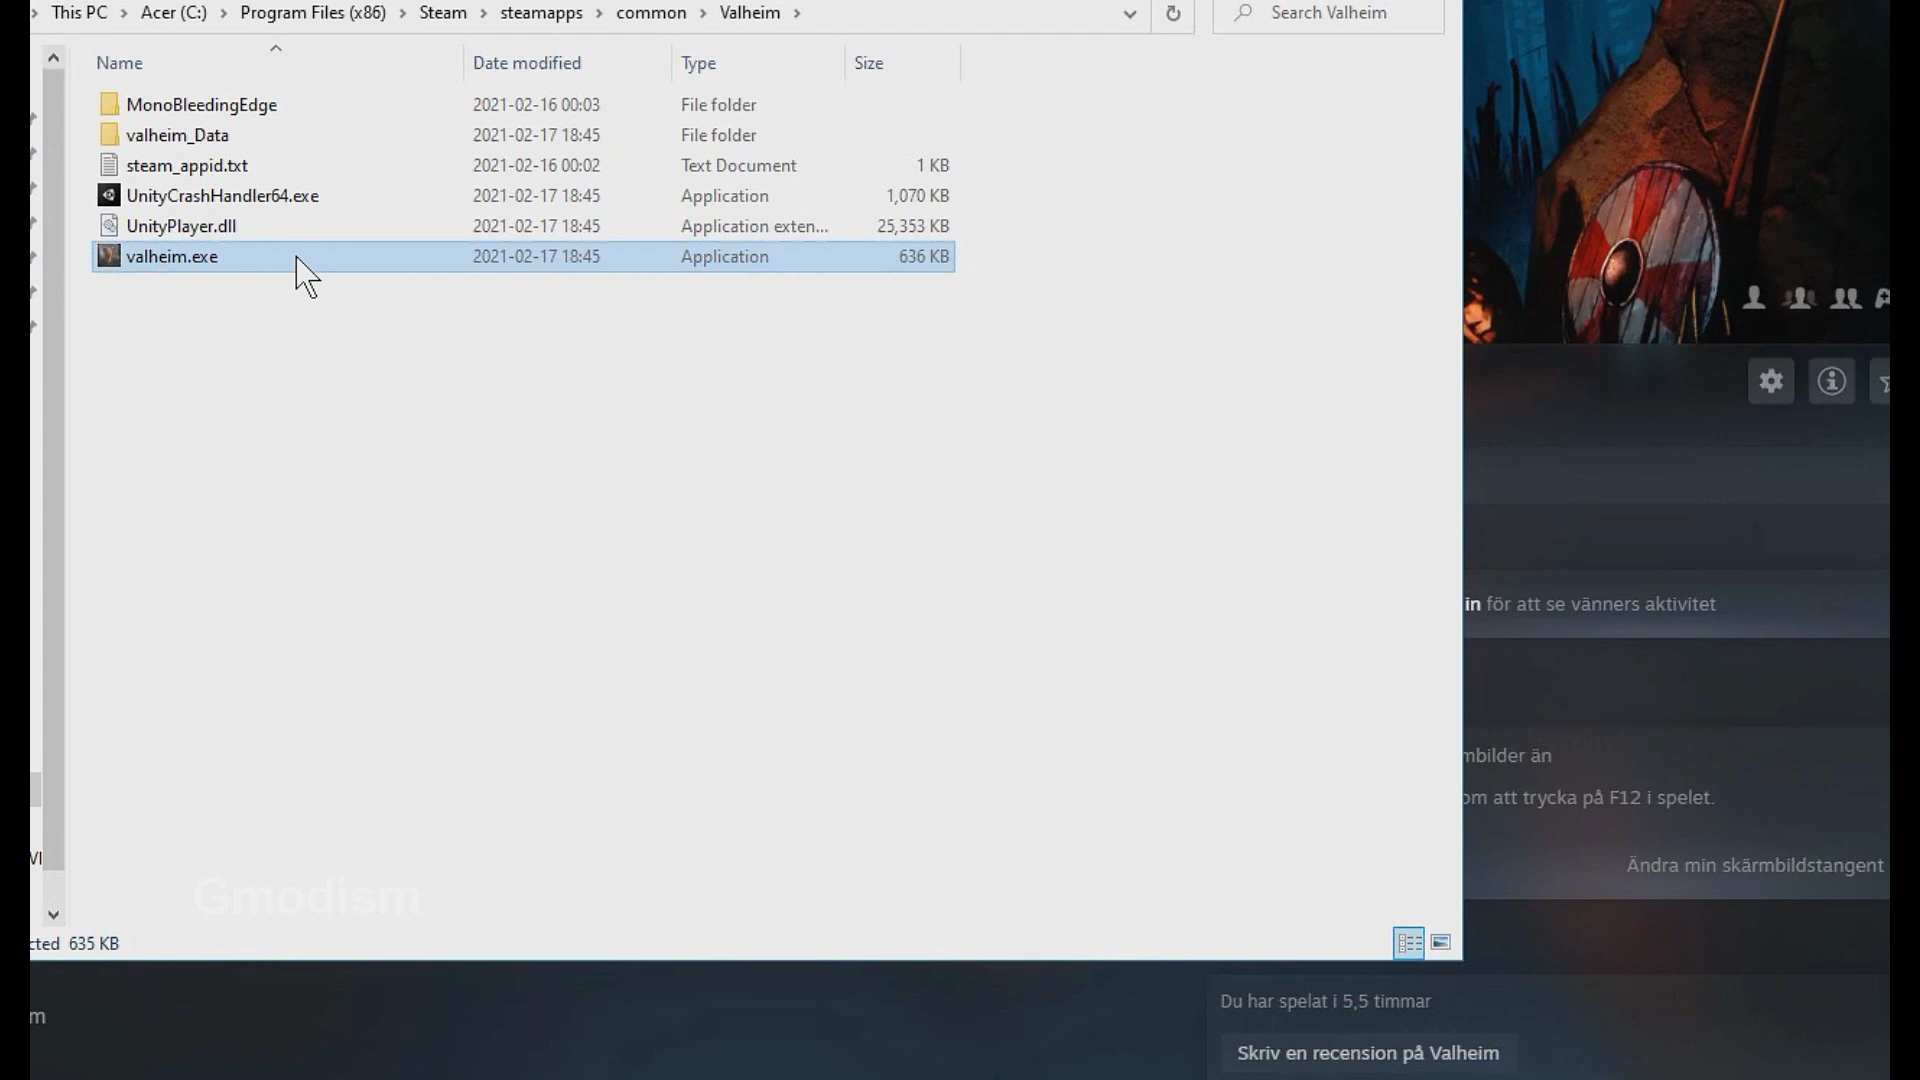 This PC > Acer (C:) > Program Files (x86) > Steam > steamapps > common > Valheim >
Search Valheim
Name Date modified Type Size
MonoBleedingEdge 2021-02-16 00:03 File folder
valheim_Data 2021-02-17 18:45 File folder
steam_appid.txt 2021-02-16 00:02 Text Document 1 KB
UnityCrashHandler64.exe 2021-02-17 18:45 Application 1,070 KB
UnityPlayer.dll 2021-02-17 18:45 Application exten... 25,353 KB
valheim.exe 2021-02-17 18:45 Application 636 KB
in för att se vänners aktivitet
mbilder än
om att trycka på F12 i spelet.
Ändra min skärmbildstangent
Gmodism
cted 635 KB
Du har spelat i 5,5 timmar
m
Skriv en recension på Valheim